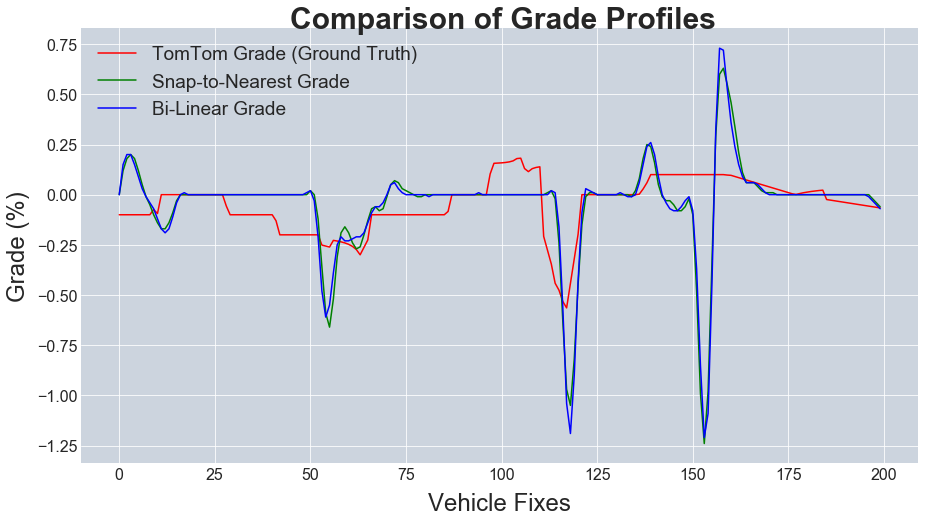 Comparison of Grade Profiles
TomTom Grade (Ground Truth)
Snap-to-Nearest Grade
Bi-Linear Grade
Grade (%)
0.75
0.50
0.25
0.00
−0.25
−0.50
−0.75
−1.00
−1.25
0 25 50 75 100 125 150 175 200
Vehicle Fixes